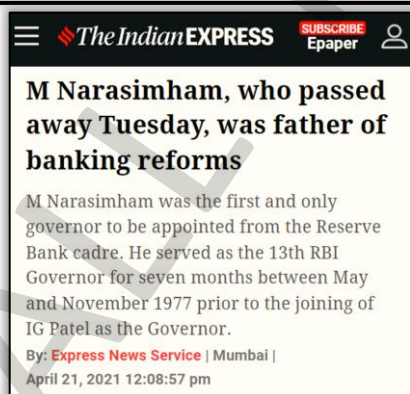 The Indian EXPRESS
SUBSCRIBE
Epaper
M Narasimham, who passed
away Tuesday, was father of
banking reforms
M Narasimham was the first and only
governor to be appointed from the Reserve
Bank cadre. He served as the 13th RBI
Governor for seven months between May
and November 1977 prior to the joining of
IG Patel as the Governor.
By: Express News Service | Mumbai |
April 21, 2021 12:08:57 pm